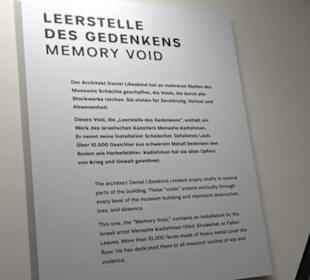 LEERSTELLE
DES GEDENKENS
MEMORY VOID
Der Architekt Daniel Libeskind hat an mehreren Stellen des
Museums Schächte geschaffen, die Voids, die durch alle
Stockwerke reichen. Sie stehen für Zerstörung, Verlust und
Abwesenheit.
Dieses Void, die „Leerstelle des Gedenkens“, enthält ein
Werk des israelischen Künstlers Menashe Kadishman.
Er nennt seine Installation Schalechet, Gefallenes Laub.
Über 10.000 Gesichter aus schwerem Metall bedecken den
Boden wie Herbstblätter. Kadishman hat sie allen Opfern
von Krieg und Gewalt gewidmet.
The architect Daniel Libeskind created empty shafts in several
parts of the building. These "voids" extend vertically through
every level of the museum building and represent destruction,
loss, and absence.
This one, the "Memory Void," contains an installation by the
Israeli artist Menashe Kadishman titled Shalekhet, or Fallen
Leaves. More than 10,000 faces made of heavy metal cover the
floor. He has dedicated them to all innocent victims of war and
violence.